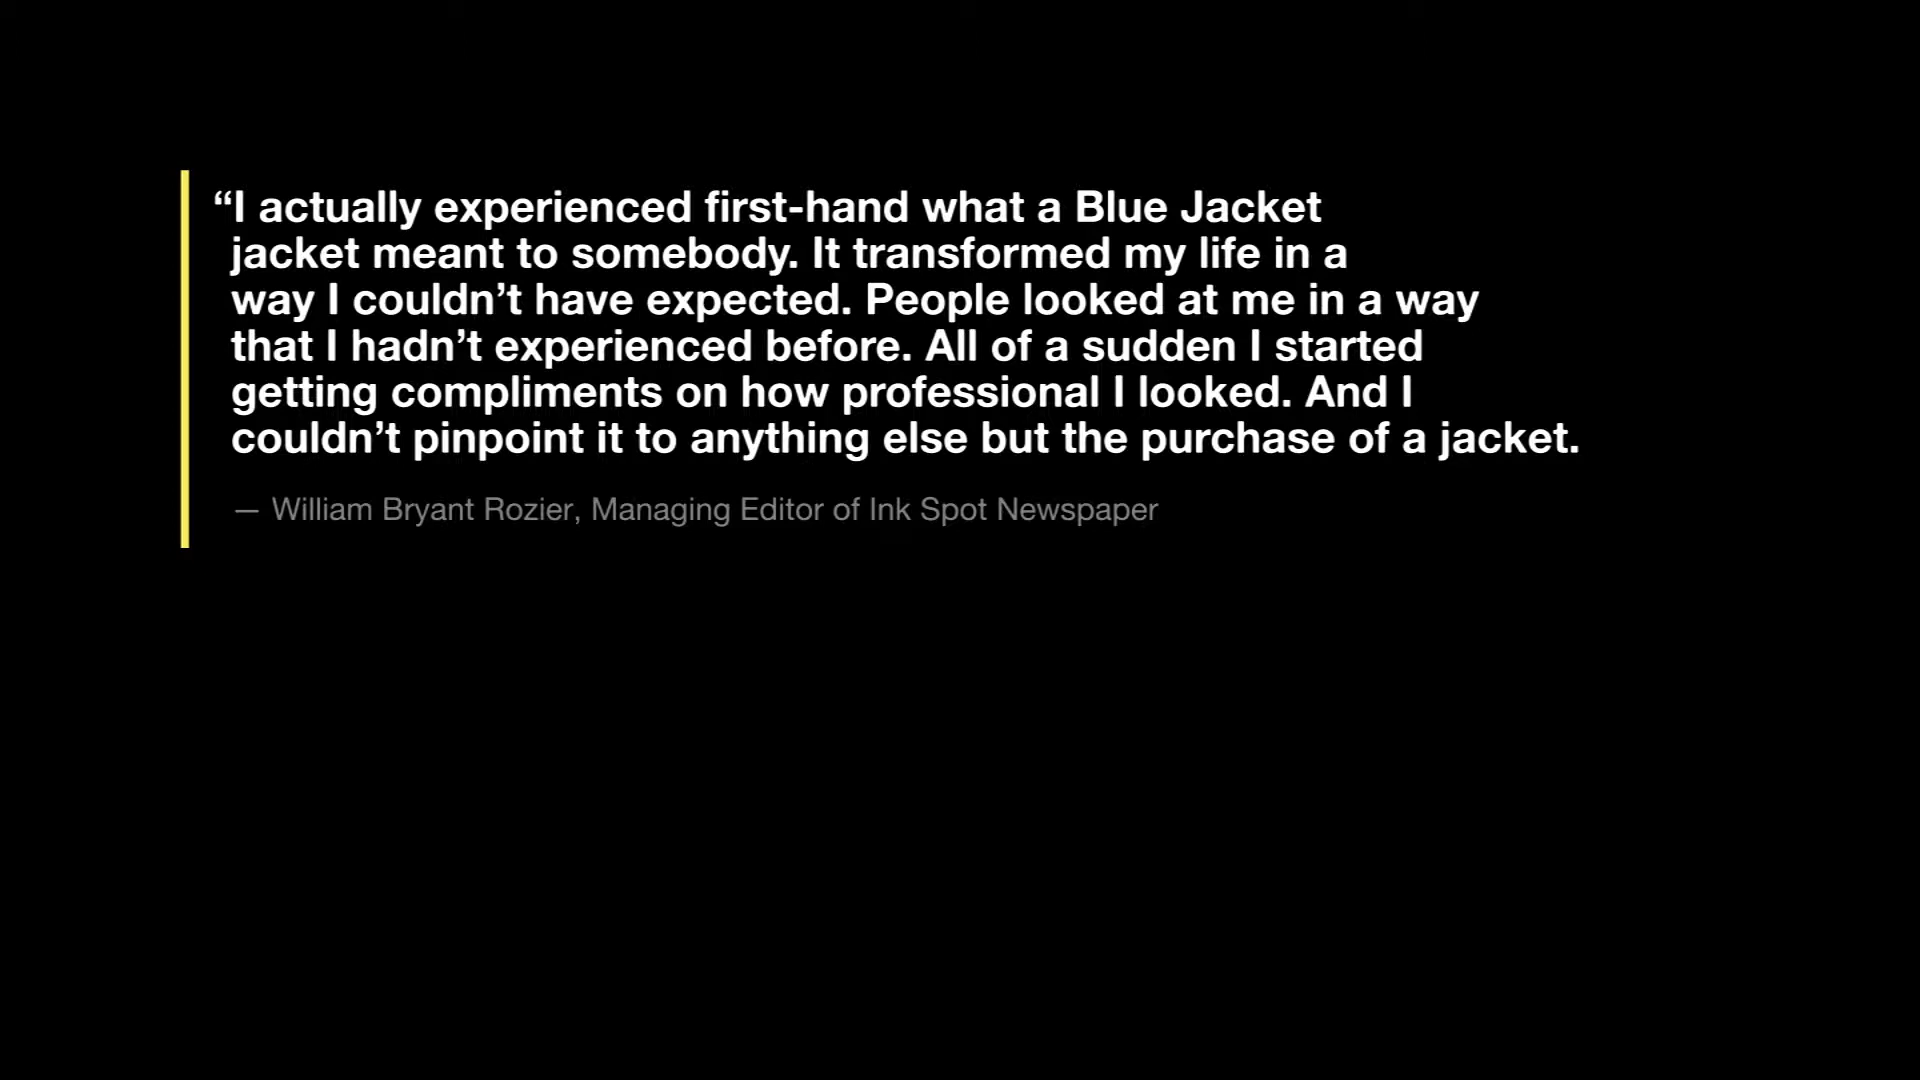 “I actually experienced first-hand what a Blue Jacket
jacket meant to somebody. It transformed my life in a
way I couldn’t have expected. People looked at me in a way
that I hadn’t experienced before. All of a sudden I started
getting compliments on how professional I looked. And I
couldn’t pinpoint it to anything else but the purchase of a jacket.
— William Bryant Rozier, Managing Editor of Ink Spot Newspaper